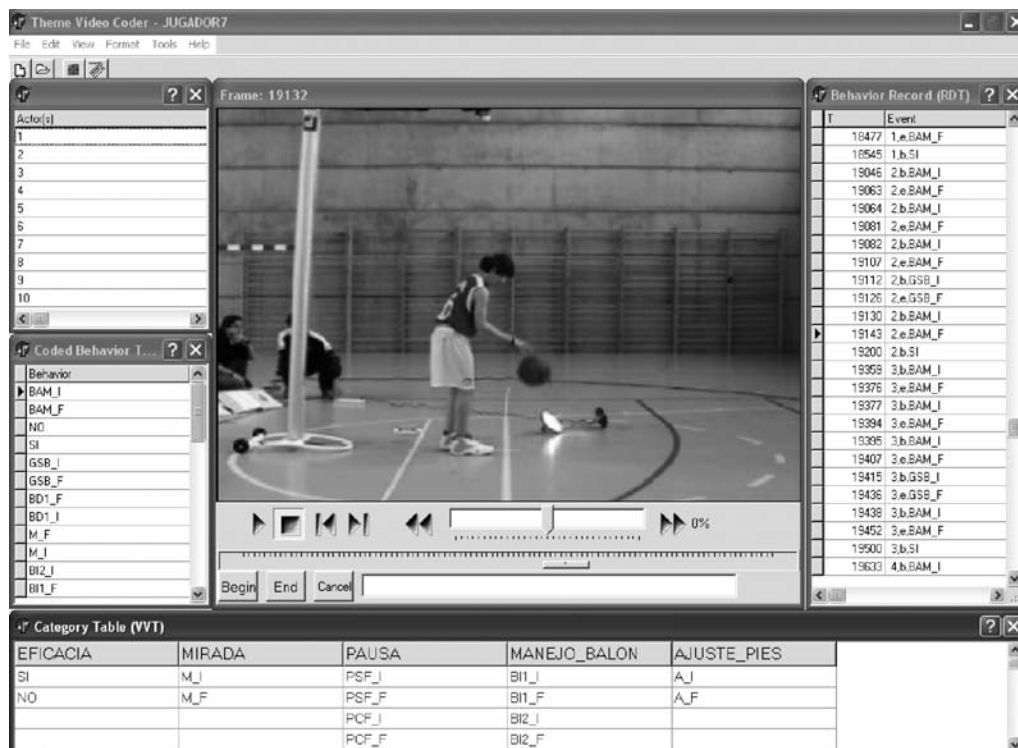 Theme Video Coder - JUGADOR7
File Edit View Format Tools Help
Actor(s)
1
2
3
4
5
6
7
8
9
10
Coded Behavior T...
Behavior
BAM_I
BAM_F
NO
SI
GSB_I
GSB_F
BD1_F
BD1_I
M_F
M_I
BI2_I
BI1_F
Frame: 19132
0%
Begin End Cancel
Behavior Record (RDT)
T Event
18477 1,e,BAM_F
18545 1,b,SI
19046 2,b,BAM_I
19063 2,e,BAM_F
19064 2,b,BAM_I
19081 2,e,BAM_F
19082 2,b,BAM_I
19107 2,e,BAM_F
19112 2,b,GSB_I
19126 2,e,GSB_F
19130 2,b,BAM_I
19143 2,e,BAM_F
19200 2,b,SI
19359 3,b,BAM_I
19376 3,e,BAM_F
19377 3,b,BAM_I
19394 3,e,BAM_F
19395 3,b,BAM_I
19407 3,e,BAM_F
19415 3,b,GSB_I
19436 3,e,GSB_F
19438 3,b,BAM_I
19452 3,e,BAM_F
19500 3,b,SI
19633 4,b,BAM_I
Category Table (VVT)
EFICACIA MIRADA PAUSA MANEJO_BALON AJUSTE_PIES
SI M_I PSF_I BI1_I A_I
NO M_F PSF_F BI1_F A_F
PCF_I BI2_I
PCF_F BI2_F